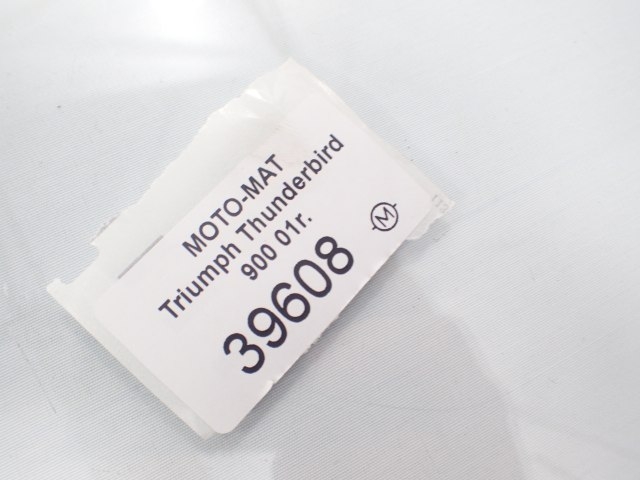 MOTO-MAT
Triumph Thunderbird
900 01r.
39608
M